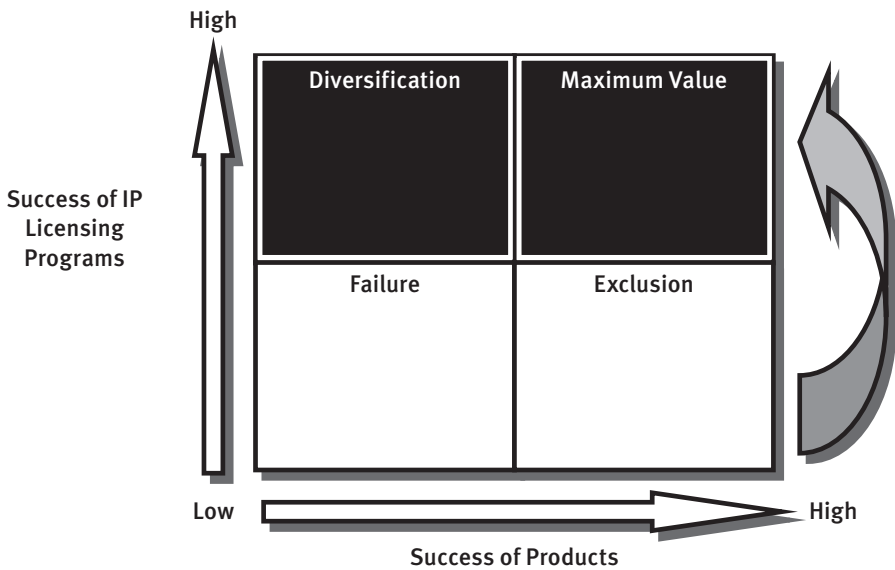 High
Diversification
Maximum Value
Success of IP
Licensing
Programs
Failure
Exclusion
Low
High
Success of Products